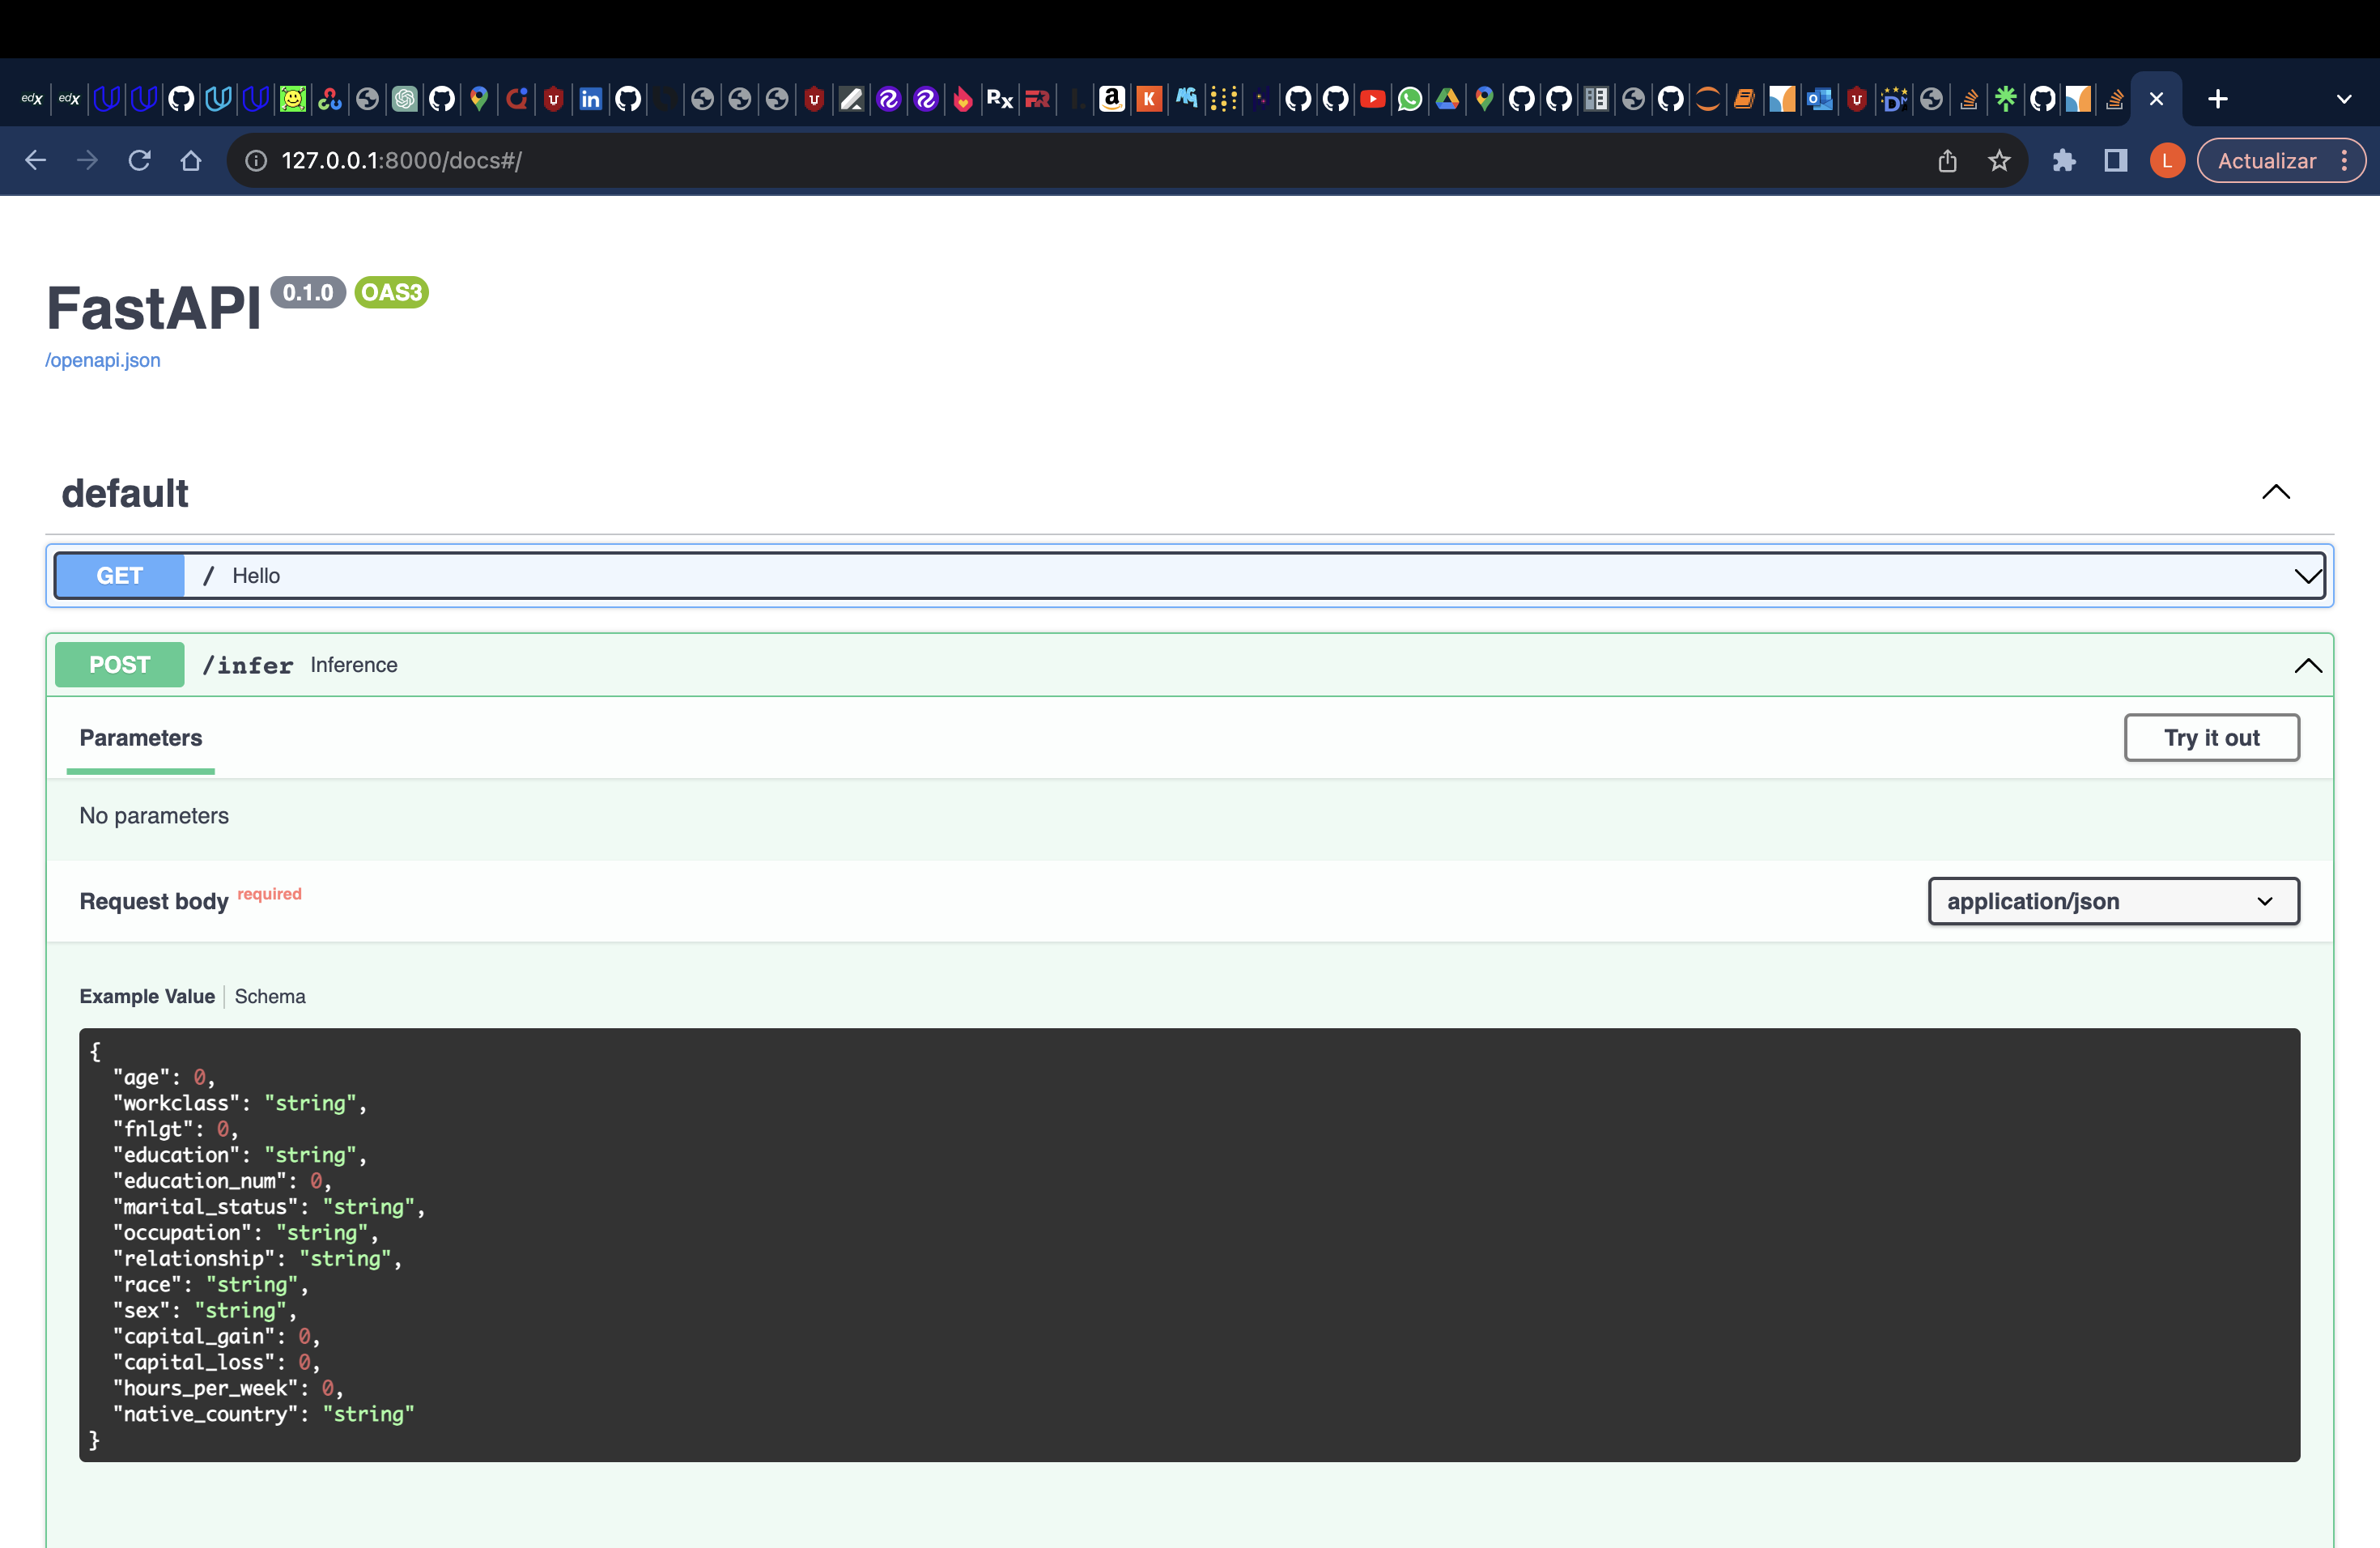 edX edX
Rx
127.0.0.1:8000/docs#/
L
Actualizar
FastAPI 0.1.0 OAS3
/openapi.json
default
GET / Hello
POST /infer Inference
Parameters
Try it out
No parameters
Request body required
application/json
Example Value
Schema
{
"age": 0,
"workclass": "string",
"fnlgt": 0,
"education": "string",
"education_num": 0,
"marital_status": "string",
"occupation": "string",
"relationship": "string",
"race": "string",
"sex": "string",
"capital_gain": 0,
"capital_loss": 0,
"hours_per_week": 0,
"native_country": "string"
}